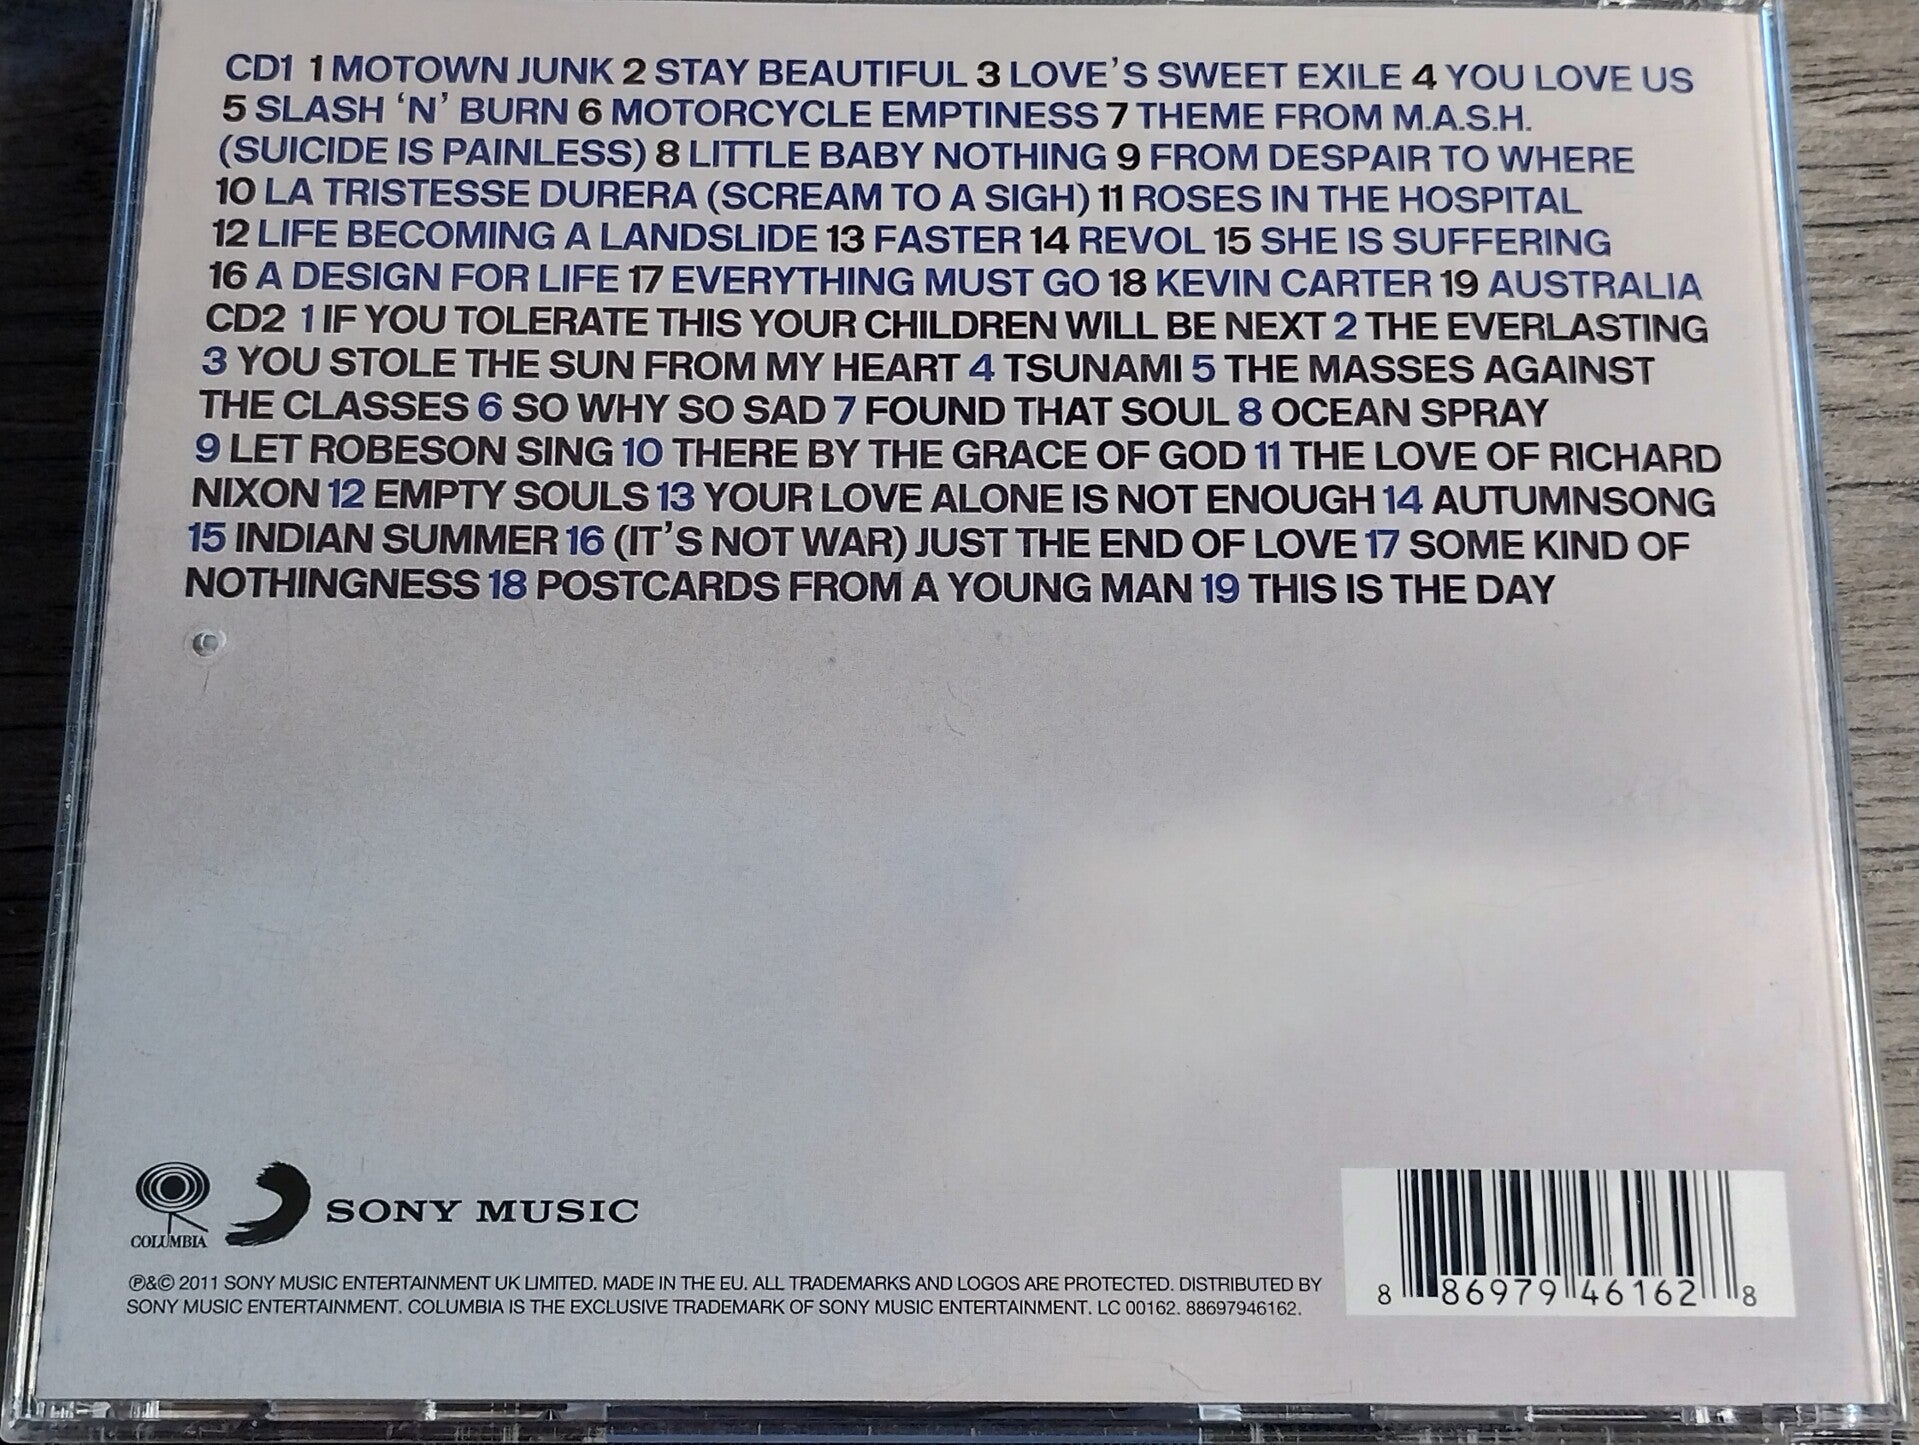 CD1 1 MOTOWN JUNK 2 STAY BEAUTIFUL 3 LOVE'S SWEET EXILE 4 YOU LOVE US
5 SLASH 'N' BURN 6 MOTORCYCLE EMPTINESS 7 THEME FROM M.A.S.H.
(SUICIDE IS PAINLESS) 8 LITTLE BABY NOTHING 9 FROM DESPAIR TO WHERE
10 LA TRISTESSE DURERA (SCREAM TO A SIGH) 11 ROSES IN THE HOSPITAL
12 LIFE BECOMING A LANDSLIDE 13 FASTER 14 REVOL 15 SHE IS SUFFERING
16 A DESIGN FOR LIFE 17 EVERYTHING MUST GO 18 KEVIN CARTER 19 AUSTRALIA
CD2 1 IF YOU TOLERATE THIS YOUR CHILDREN WILL BE NEXT 2 THE EVERLASTING
3 YOU STOLE THE SUN FROM MY HEART 4 TSUNAMI 5 THE MASSES AGAINST
THE CLASSES 6 SO WHY SO SAD 7 FOUND THAT SOUL 8 OCEAN SPRAY
9 LET ROBESON SING 10 THERE BY THE GRACE OF GOD 11 THE LOVE OF RICHARD
NIXON 12 EMPTY SOULS 13 YOUR LOVE ALONE IS NOT ENOUGH 14 AUTUMNSONG
15 INDIAN SUMMER 16 (IT'S NOT WAR) JUST THE END OF LOVE 17 SOME KIND OF
NOTHINGNESS 18 POSTCARDS FROM A YOUNG MAN 19 THIS IS THE DAY
COLUMBIA
SONY MUSIC
℗&© 2011 SONY MUSIC ENTERTAINMENT UK LIMITED. MADE IN THE EU. ALL TRADEMARKS AND LOGOS ARE PROTECTED. DISTRIBUTED BY
SONY MUSIC ENTERTAINMENT. COLUMBIA IS THE EXCLUSIVE TRADEMARK OF SONY MUSIC ENTERTAINMENT. LC 00162. 88697946162.
8 86979 46162 8